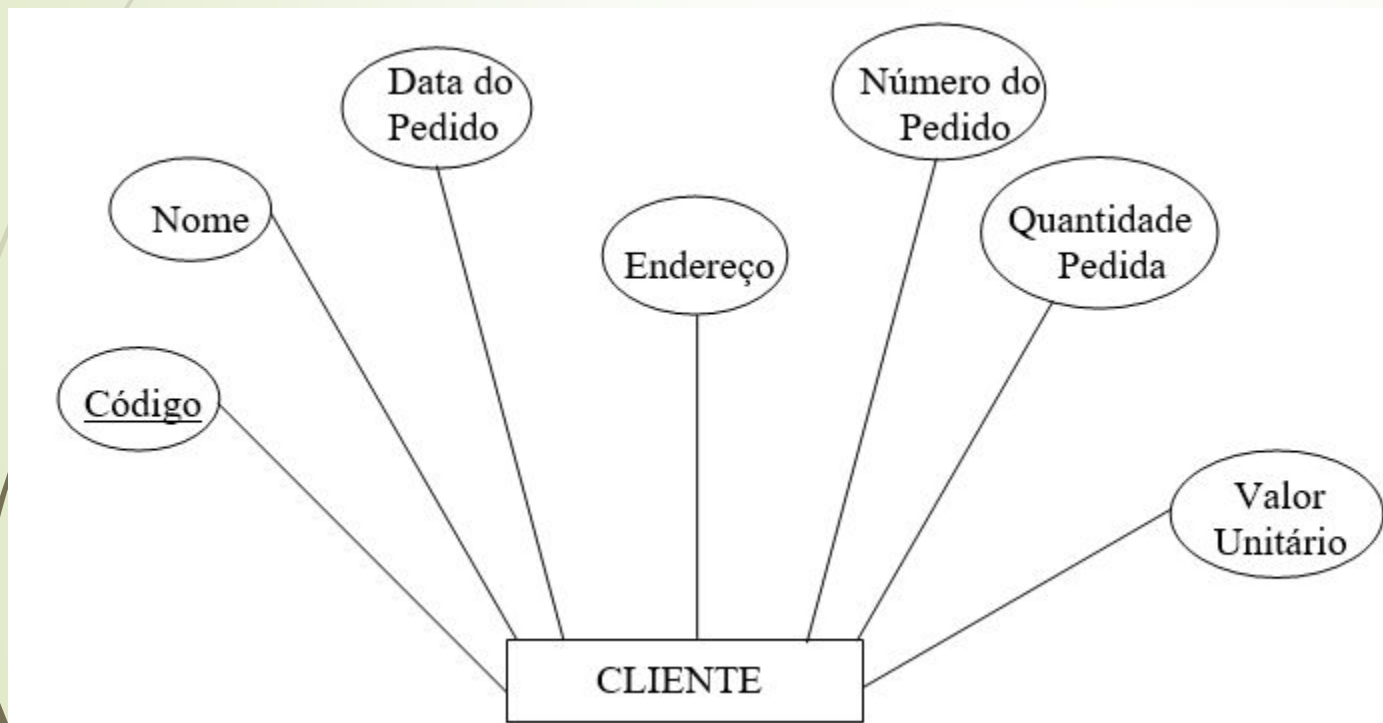 Data do
Pedido
Número do
Pedido
Nome
Endereço
Quantidade
Pedida
Código
Valor
Unitário
CLIENTE